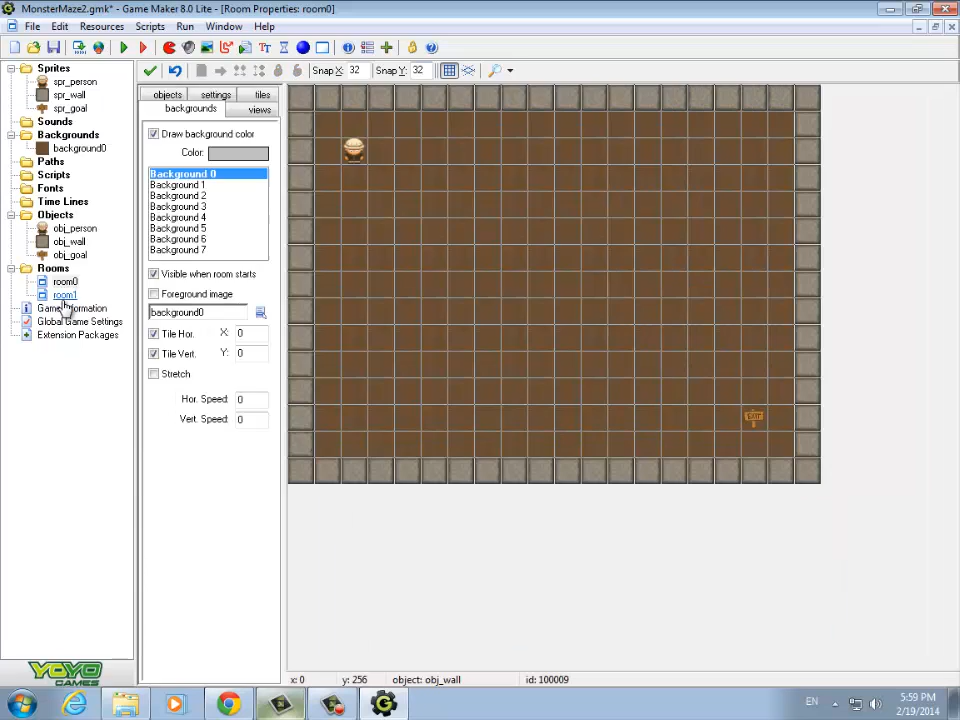 MonsterMaze2.gmk* - Game Maker 8.0 Lite - [Room Properties: room0]
File Edit Resources Scripts Run Window Help
Snap X: 32 Snap Y: 32
Sprites
spr_person
spr_wall
spr_goal
Sounds
Backgrounds
background0
Paths
Scripts
Fonts
Time Lines
Objects
obj_person
obj_wall
obj_goal
Rooms
room0
room1
Game Information
Global Game Settings
Extension Packages
YOYO
GAMES
objects settings tiles
backgrounds views
Draw background color
Color:
Background 0
Background 1
Background 2
Background 3
Background 4
Background 5
Background 6
Background 7
Visible when room starts
Foreground image
background0
Tile Hor. X: 0
Tile Vert. Y: 0
Stretch
Hor. Speed: 0
Vert. Speed: 0
EXIT
x: 0 y: 256 object: obj_wall id: 100009
EN
5:59 PM
2/19/2014